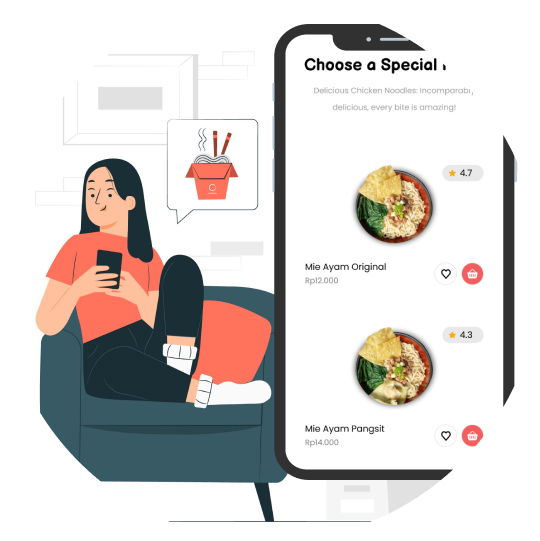 Choose a Special
Delicious Chicken Noodles: Incomparabl,
delicious, every bite is amazing!
4.7
Mie Ayam Original
Rp12.000
4.3
Mie Ayam Pangsit
Rp14.000